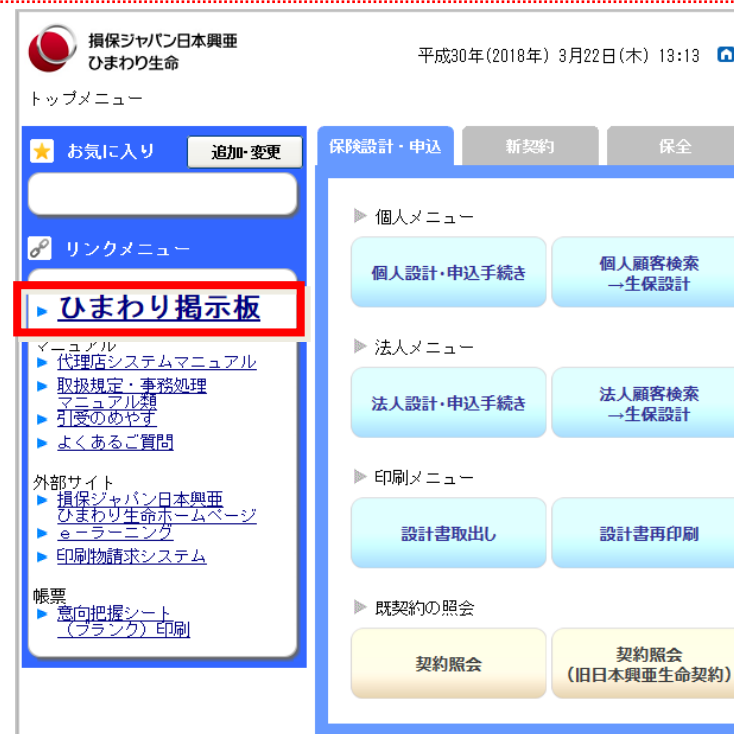 損保ジャパン日本興亜
ひまわり生命
平成30年(2018年) 3月22日(木) 13:13
トップメニュー
お気に入り
追加・変更
リンクメニュー
ひまわり掲示板
マニュアル
代理店システムマニュアル
取扱規定・事務処理
マニュアル類
引受のめやす
よくあるご質問
外部サイト
損保ジャパン日本興亜
ひまわり生命ホームページ
e－ラーニング
印刷物請求システム
帳票
意向把握シート
（ブランク）印刷
保険設計・申込
新契約
保全
個人メニュー
個人設計・申込手続き
個人顧客検索
→生保設計
法人メニュー
法人設計・申込手続き
法人顧客検索
→生保設計
印刷メニュー
設計書取出し
設計書再印刷
既契約の照会
契約照会
契約照会
（旧日本興亜生命契約）